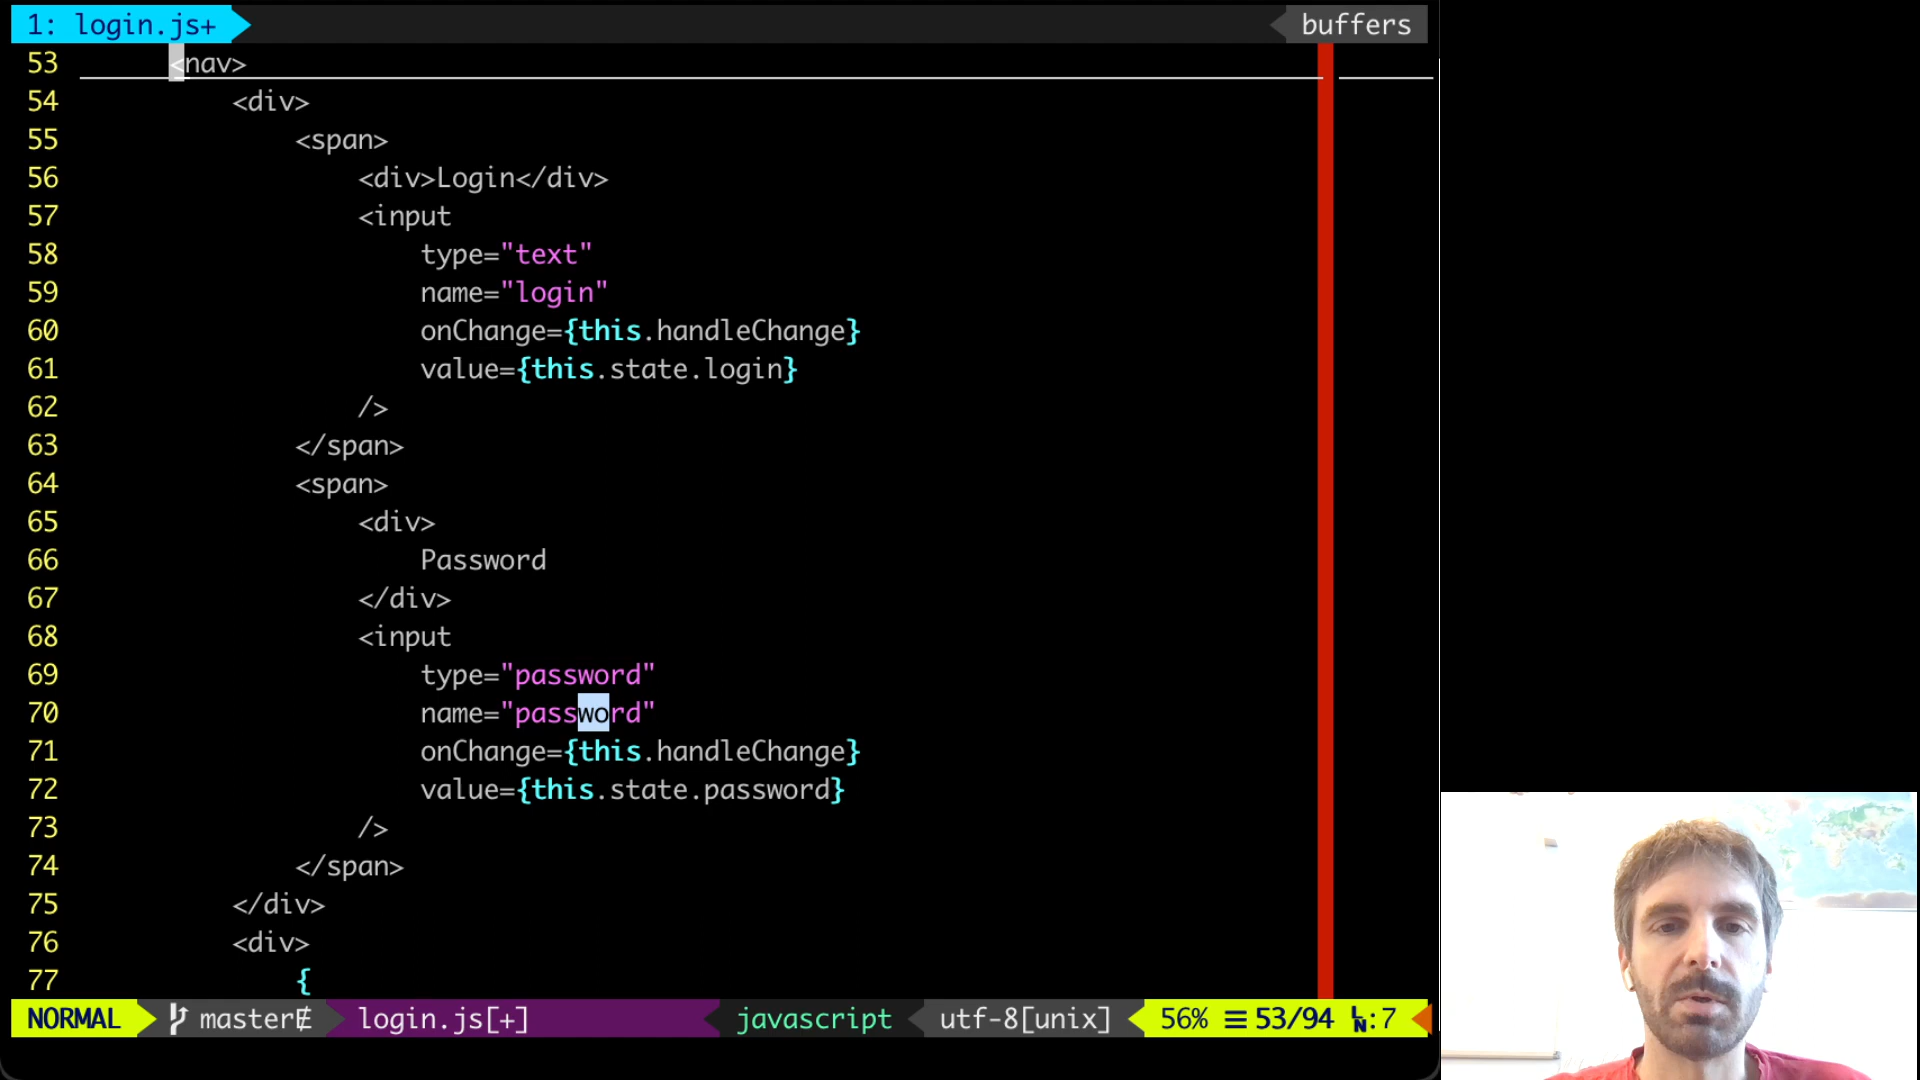 1: login.js+ buffers
53 <nav>
54 <div>
55 <span>
56 <div>Login</div>
57 <input
58 type="text"
59 name="login"
60 onChange={this.handleChange}
61 value={this.state.login}
62 />
63 </span>
64 <span>
65 <div>
66 Password
67 </div>
68 <input
69 type="password"
70 name="password"
71 onChange={this.handleChange}
72 value={this.state.password}
73 />
74 </span>
75 </div>
76 <div>
77 {
NORMAL master∉ login.js[+] javascript utf-8[unix] 56% ☰ 53/94 LN:7